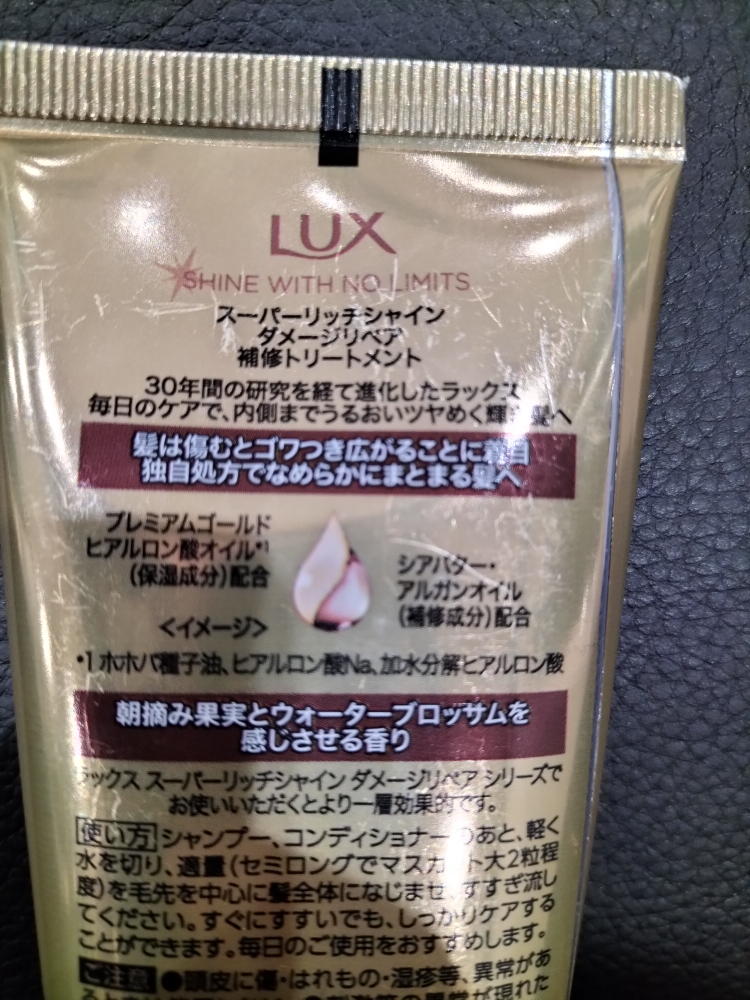 LUX
SHINE WITH NO LIMITS
スーパーリッチシャイン
ダメージリペア
補修トリートメント
30年間の研究を経て進化したラックス
毎日のケアで、内側までうるおいツヤめく輝 髪へ
髪は傷むとゴワつき広がることに着目
独自処方でなめらかにまとまる髪へ
プレミアムゴールド
ヒアルロン酸オイル*1
(保湿成分)配合
シアバター・
アルガンオイル
(補修成分)配合
<イメージ>
*1 ホホバ種子油、ヒアルロン酸Na、加水分解ヒアルロン酸
朝摘み果実とウォーターブロッサムを
感じさせる香り
ラックス スーパーリッチシャイン ダメージリペア シリーズで
お使いいただくとより一層効果的です。
使い方 シャンプー、コンディショナーのあと、軽く
水を切り、適量(セミロングでマスカット大2粒程
度)を毛先を中心に髪全体になじませ、すすぎ流し
てください。すぐにすすいでも、しっかりケアする
ことができます。毎日のご使用をおすすめします。
ご注意 ●頭皮に傷・はれもの・湿疹等、異常があ
異常が現れた